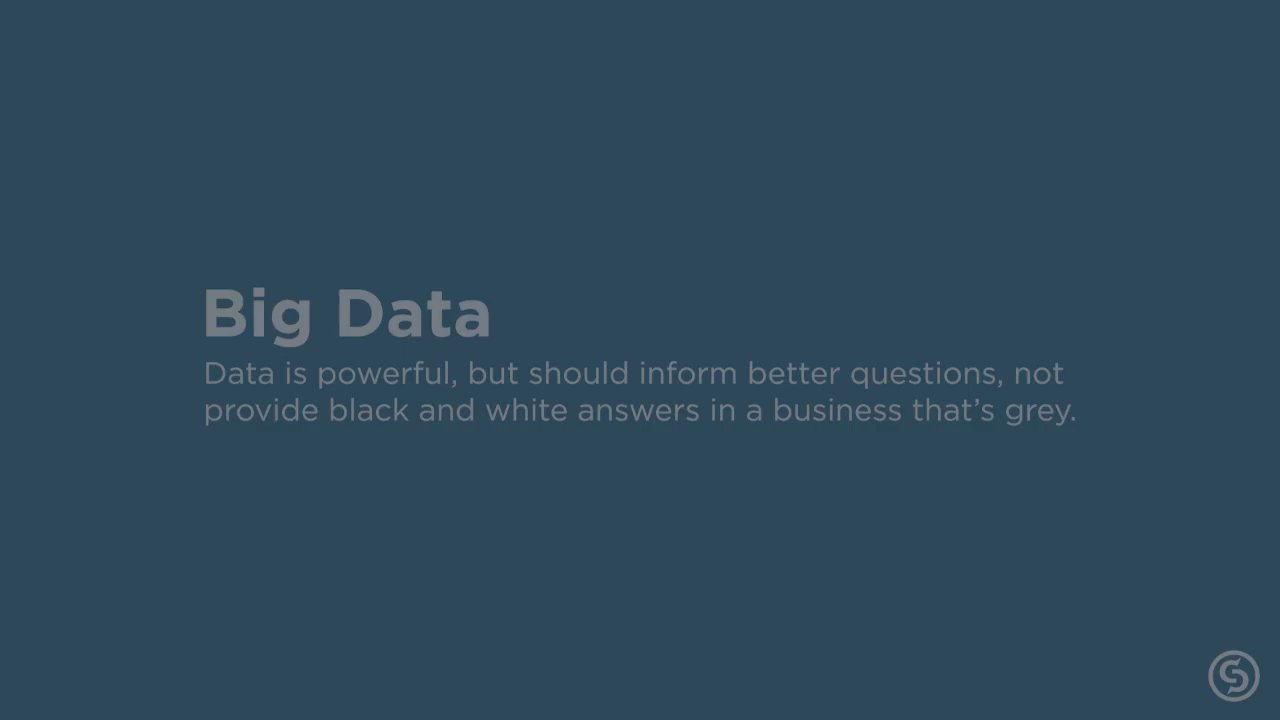 Big Data
Data is powerful, but should inform better questions, not
provide black and white answers in a business that’s grey.